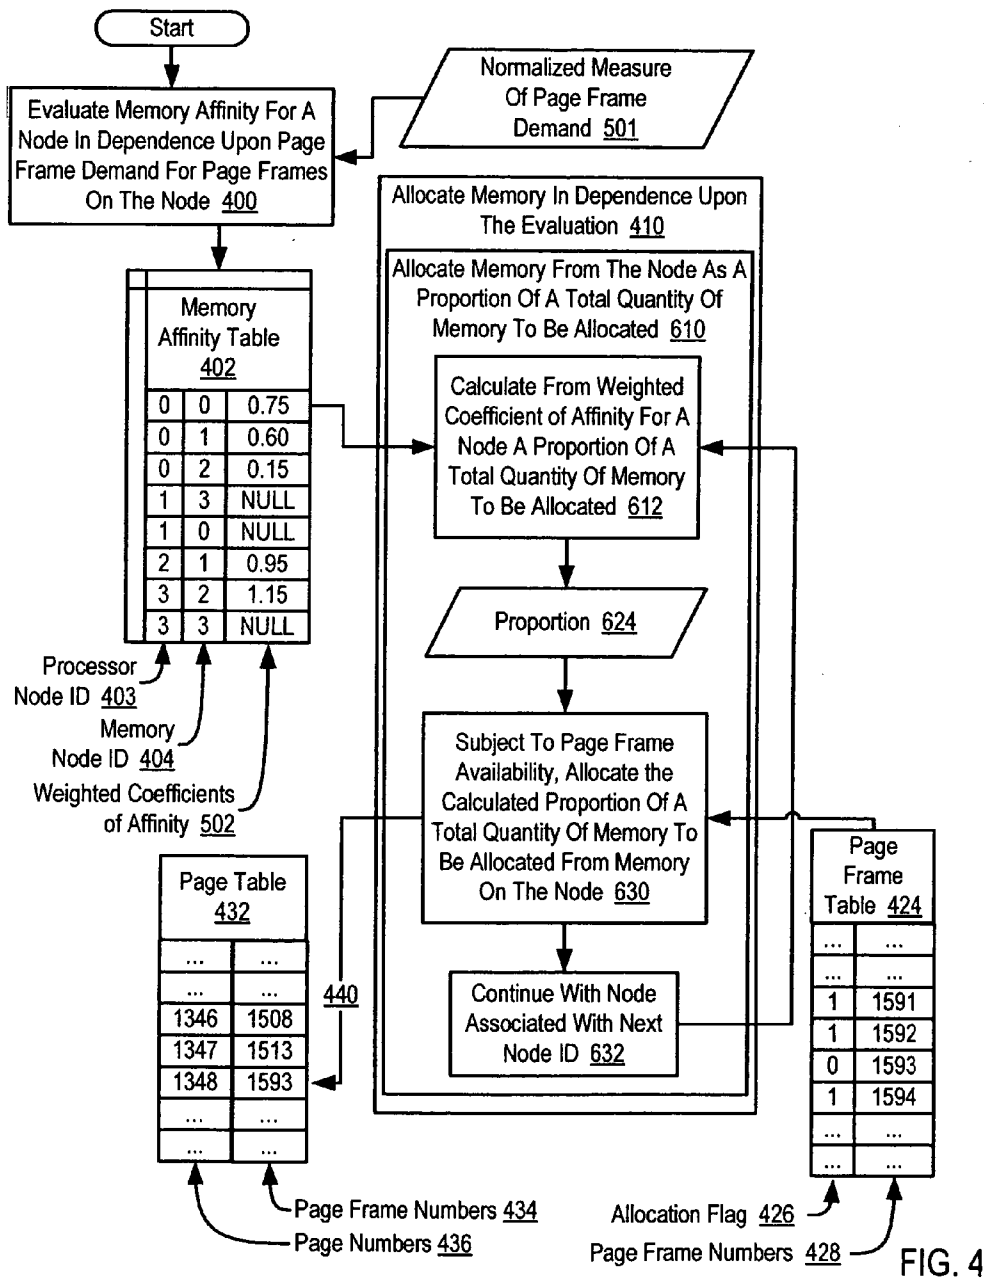 Start
Normalized Measure
Of Page Frame
Demand 501
Evaluate Memory Affinity For A
Node In Dependence Upon Page
Frame Demand For Page Frames
On The Node 400
Allocate Memory In Dependence Upon
The Evaluation 410
Allocate Memory From The Node As A
Proportion Of A Total Quantity Of
Memory To Be Allocated 610
Memory
Affinity Table
402
0 0 0.75
0 1 0.60
0 2 0.15
1 3 NULL
1 0 NULL
2 1 0.95
3 2 1.15
3 3 NULL
Processor
Node ID 403
Memory
Node ID 404
Weighted Coefficients
of Affinity 502
Calculate From Weighted
Coefficient of Affinity For A
Node A Proportion Of A
Total Quantity Of Memory
To Be Allocated 612
Proportion 624
Subject To Page Frame
Availability, Allocate the
Calculated Proportion Of A
Total Quantity Of Memory To
Be Allocated From Memory
On The Node 630
Continue With Node
Associated With Next
Node ID 632
440
Page Table
432
... ...
... ...
1346 1508
1347 1513
1348 1593
... ...
... ...
Page Frame Numbers 434
Page Numbers 436
Page
Frame
Table 424
... ...
... ...
1 1591
1 1592
0 1593
1 1594
... ...
... ...
Allocation Flag 426
Page Frame Numbers 428
FIG. 4